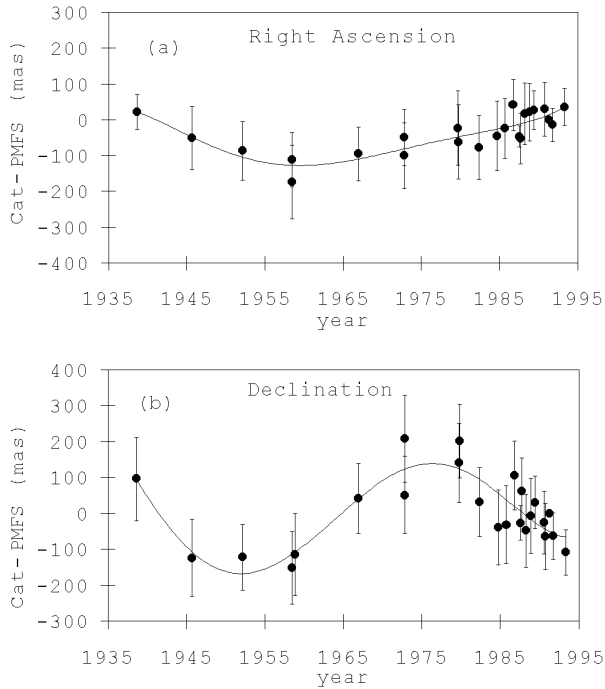 300
200
100
0
-100
-200
-300
-400
Cat-PMFS (mas)
(a)
Right Ascension
1935 1945 1955 1965 1975 1985 1995
year
400
300
200
100
0
-100
-200
-300
Cat-PMFS (mas)
(b)
Declination
1935 1945 1955 1965 1975 1985 1995
year